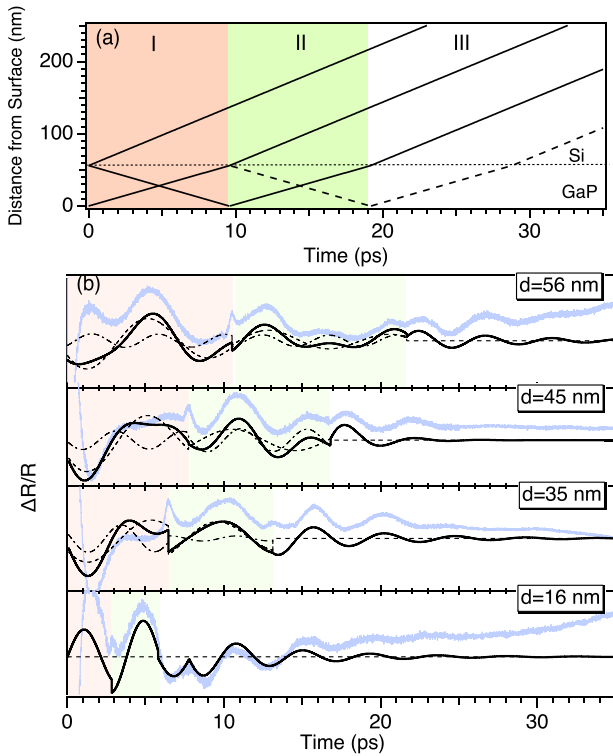 (a)
I
II
III
Distance from Surface (nm)
200
100
0
Si
GaP
0
10
20
30
Time (ps)
(b)
d=56 nm
d=45 nm
d=35 nm
d=16 nm
ΔR/R
0
10
20
30
Time (ps)